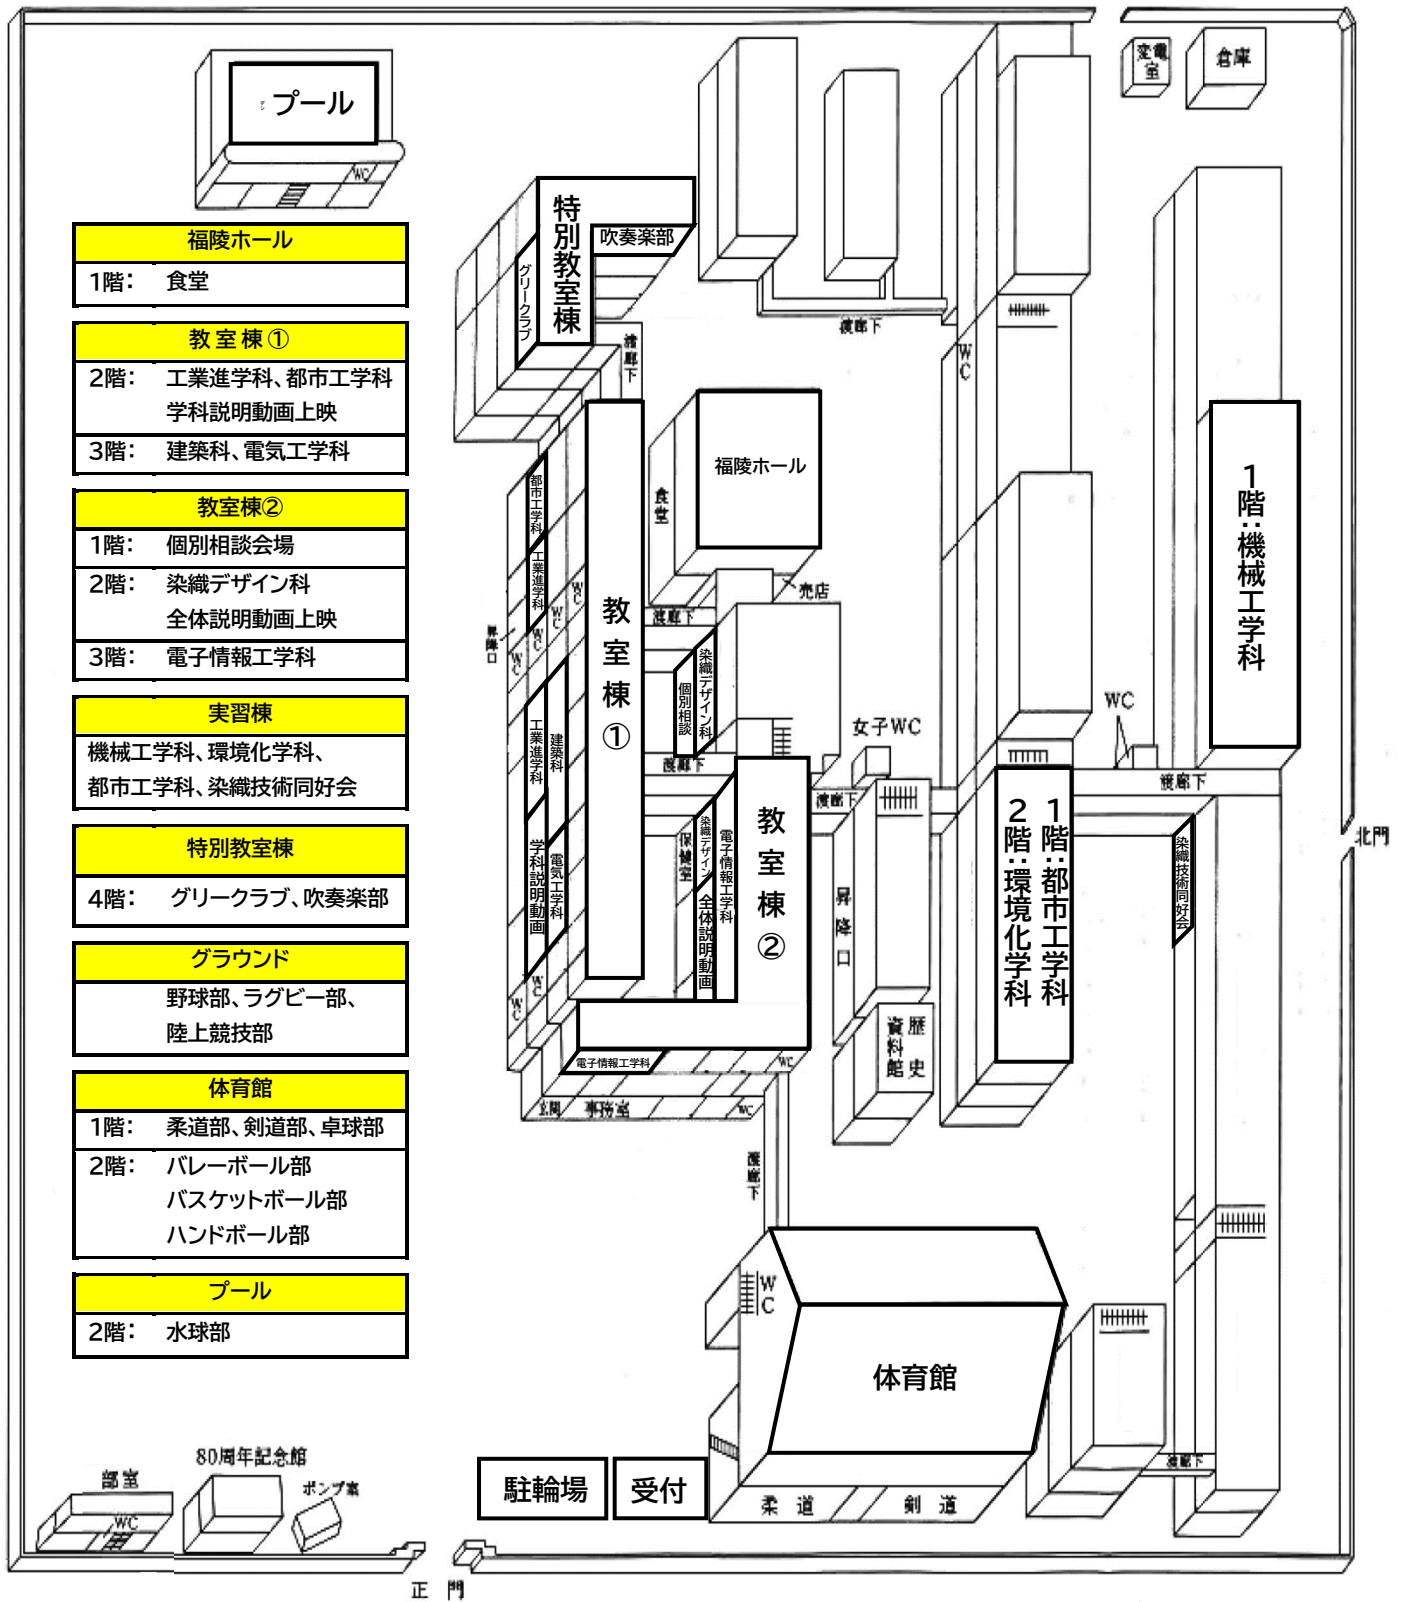 変電室
倉庫
プール
WC
福陵ホール
1階： 食堂
教室棟①
2階： 工業進学科、都市工学科
学科説明動画上映
3階： 建築科、電気工学科
教室棟②
1階： 個別相談会場
2階： 染織デザイン科
全体説明動画上映
3階： 電子情報工学科
実習棟
機械工学科、環境化学科、
都市工学科、染織技術同好会
特別教室棟
4階： グリークラブ、吹奏楽部
グラウンド
野球部、ラグビー部、
陸上競技部
体育館
1階： 柔道部、剣道部、卓球部
2階： バレーボール部
バスケットボール部
ハンドボール部
プール
2階： 水球部
特別教室棟
吹奏楽部
グリークラブ
渡廊下
渡廊下
WC
福陵ホール
食堂
売店
渡廊下
都市工学科
工業進学科
WC
WC
WC
WC
昇降口
教室棟①
染織デザイン科
個別相談
渡廊下
工業進学科
建築科
学科説明動画
電気工学科
WC
WC
女子WC
渡廊下
保健室
染織デザイン
全体説明動画
電子情報工学科
教室棟②
昇降口
歴史
資料館
電子情報工学科
WC
玄関
事務室
WC
渡廊下
1階：機械工学科
WC
渡廊下
1階：都市工学科
2階：環境化学科
染織技術同好会
北門
WC
体育館
柔道
剣道
渡廊下
駐輪場
受付
80周年記念館
部室
WC
ポンプ室
正門